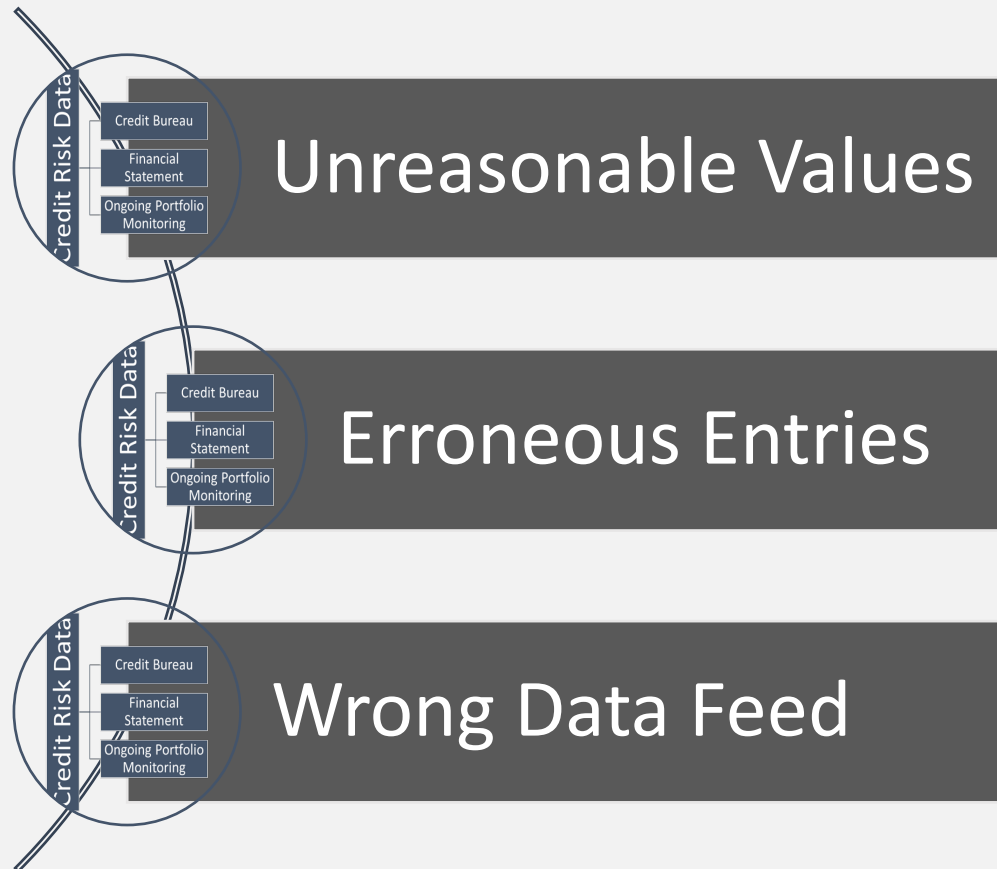 Credit Risk Data
Credit Bureau
Financial
Statement
Ongoing Portfolio
Monitoring
Unreasonable Values
Credit Risk Data
Credit Bureau
Financial
Statement
Ongoing Portfolio
Monitoring
Erroneous Entries
Credit Risk Data
Credit Bureau
Financial
Statement
Ongoing Portfolio
Monitoring
Wrong Data Feed